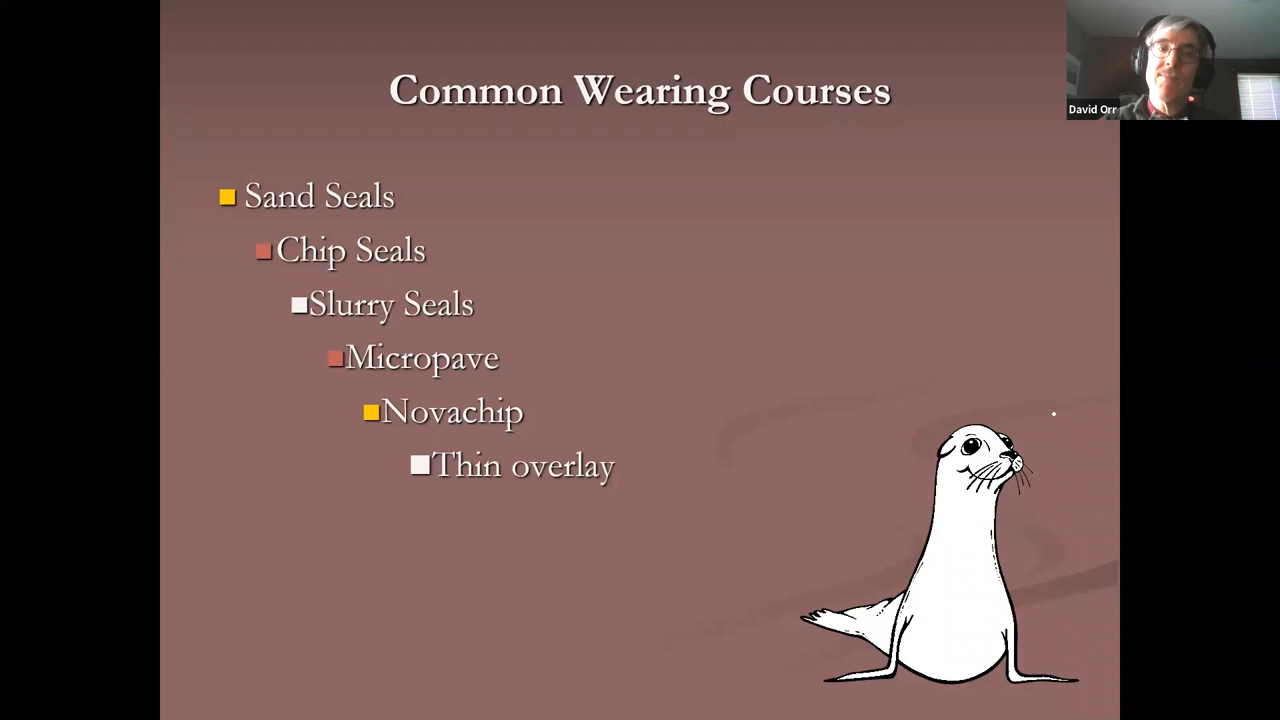 Common Wearing Courses
David Orr
Sand Seals
Chip Seals
Slurry Seals
Micropave
Novachip
Thin overlay